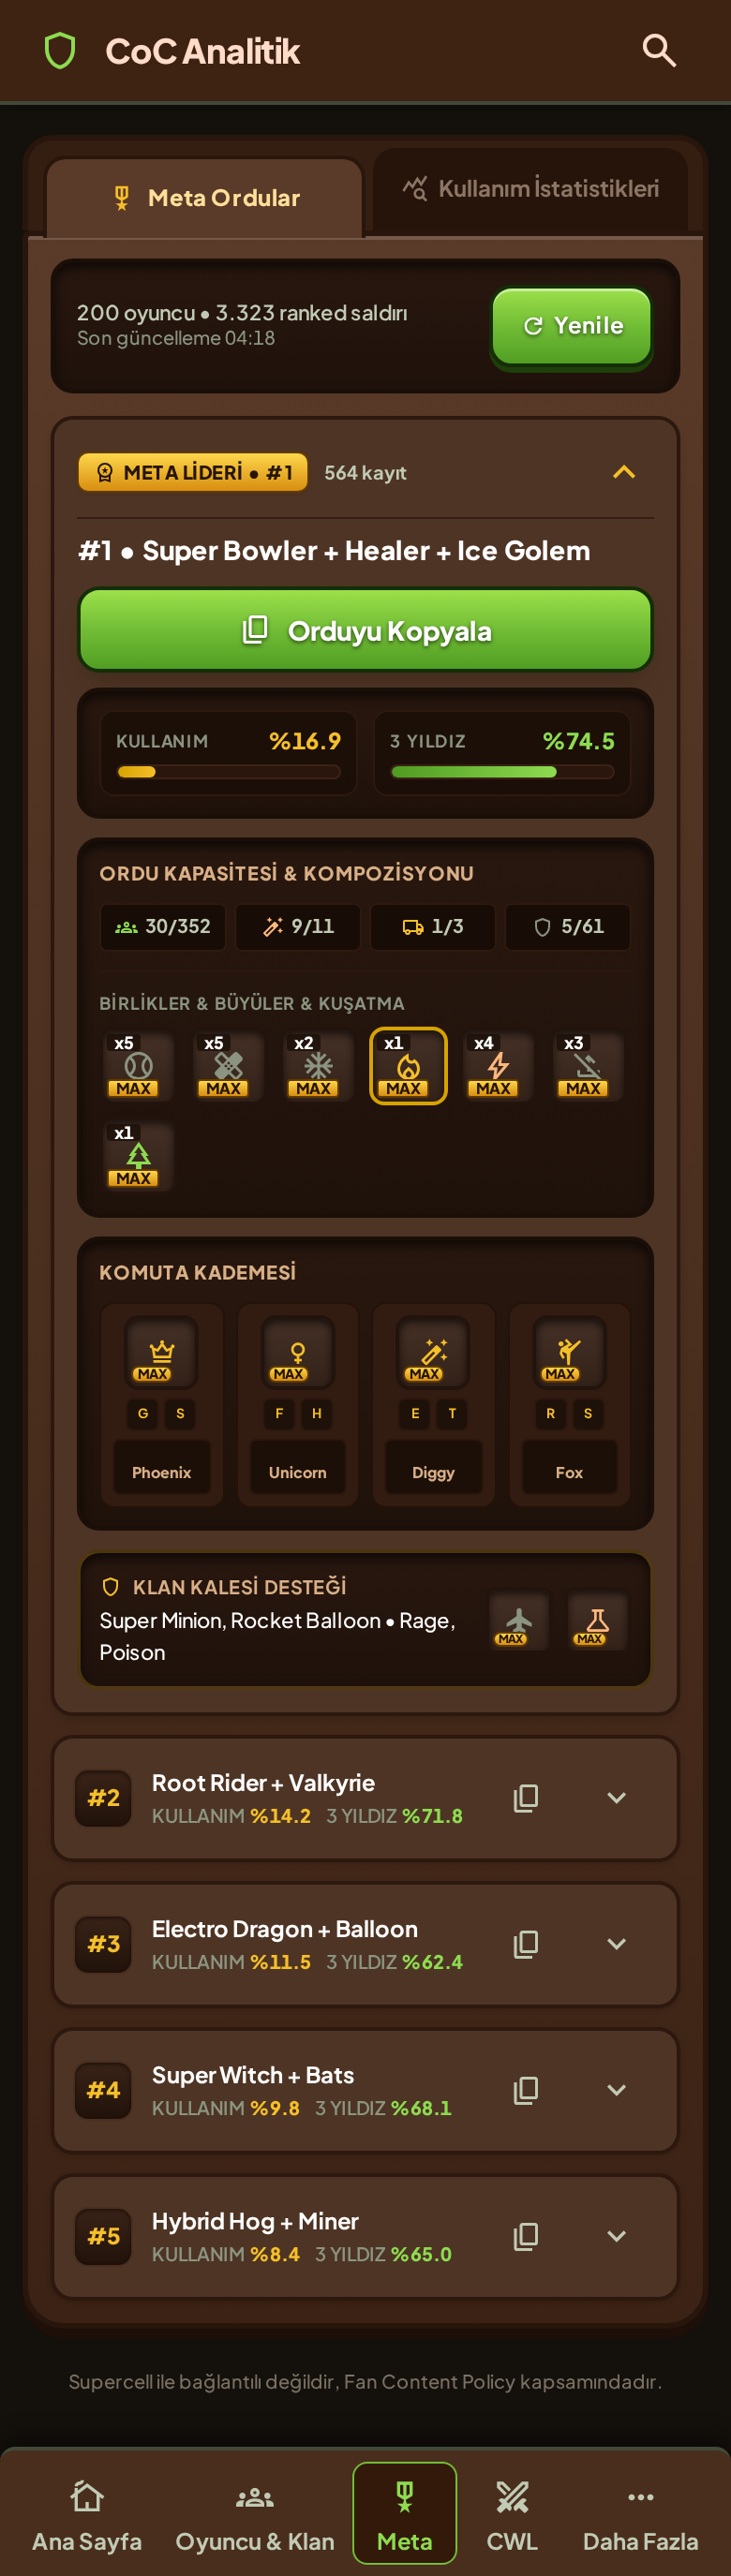 CoC Analitik
Meta Ordular
Kullanım İstatistikleri
200 oyuncu • 3.323 ranked saldırı
Son güncelleme 04:18
Yenile
META LİDERİ • #1
564 kayıt
#1 • Super Bowler + Healer + Ice Golem
Orduyu Kopyala
KULLANIM %16.9
3 YILDIZ %74.5
ORDU KAPASİTESİ & KOMPOZİSYONU
30/352 9/11 1/3 5/61
BİRLİKLER & BÜYÜLER & KUŞATMA
x5 x5 x2 x1 x4 x3
MAX MAX MAX MAX MAX MAX
x1
MAX
KOMUTA KADEMESİ
MAX MAX MAX MAX
G S F H E T R S
Phoenix Unicorn Diggy Fox
KLAN KALESİ DESTEĞİ
Super Minion, Rocket Balloon • Rage,
Poison
MAX MAX
#2
Root Rider + Valkyrie
KULLANIM %14.2 3 YILDIZ %71.8
#3
Electro Dragon + Balloon
KULLANIM %11.5 3 YILDIZ %62.4
#4
Super Witch + Bats
KULLANIM %9.8 3 YILDIZ %68.1
#5
Hybrid Hog + Miner
KULLANIM %8.4 3 YILDIZ %65.0
Supercell ile bağlantılı değildir, Fan Content Policy kapsamındadır.
Ana Sayfa
Oyuncu & Klan
Meta
CWL
Daha Fazla